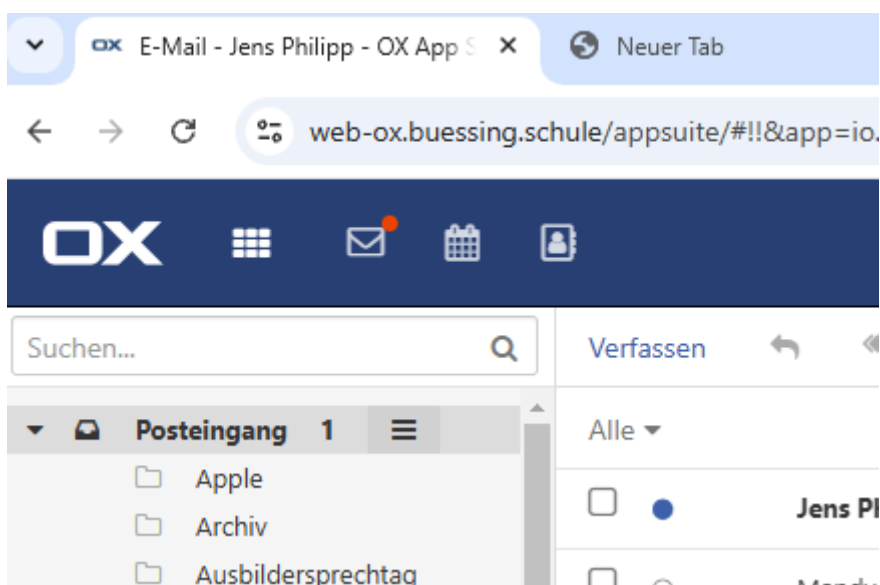 OX E-Mail - Jens Philipp - OX App S
Neuer Tab
web-ox.buessing.schule/appsuite/#!!&app=io.
OX
Suchen...
Verfassen
Posteingang 1
Alle
Apple
Archiv
Jens
Ausbildersprechtag